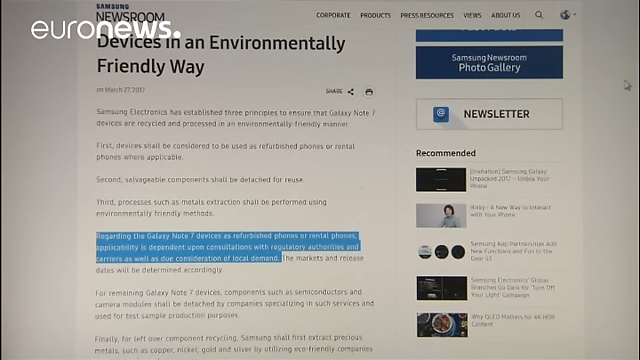 euronews.
SAMSUNG
NEWSROOM
CORPORATE PRODUCTS PRESS RESOURCES VIEWS ABOUT US
Devices in an Environmentally
Friendly Way
on March 27, 2017
SHARE
Samsung Electronics has established three principles to ensure that Galaxy Note 7
devices are recycled and processed in an environmentally-friendly manner.
First, devices shall be considered to be used as refurbished phones or rental
phones where applicable.
Second, salvageable components shall be detached for reuse.
Third, processes such as metals extraction shall be performed using
environmentally friendly methods.
Regarding the Galaxy Note 7 devices as refurbished phones or rental phones,
applicability is dependent upon consultations with regulatory authorities and
carriers as well as due consideration of local demand. The markets and release
dates will be determined accordingly.
For remaining Galaxy Note 7 devices, components such as semiconductors and
camera modules shall be detached by companies specializing in such services and
used for test sample production purposes.
Finally, for left over component recycling, Samsung shall first extract precious
metals, such as copper, nickel, gold and silver by utilizing eco-friendly companies
Samsung Newsroom
Photo Gallery
NEWSLETTER
Recommended
[Invitation] Samsung Galaxy
Unpacked 2017 – Unbox Your
Phone
Bixby: A New Way to Interact
with Your Phone
Samsung App Partnerships Add
New Functions and Fun to the
Gear S3
Samsung Electronics' Global
Branches Go Dark for "Turn Off
Your Light" Campaign
Why QLED Matters for 4K HDR
Content